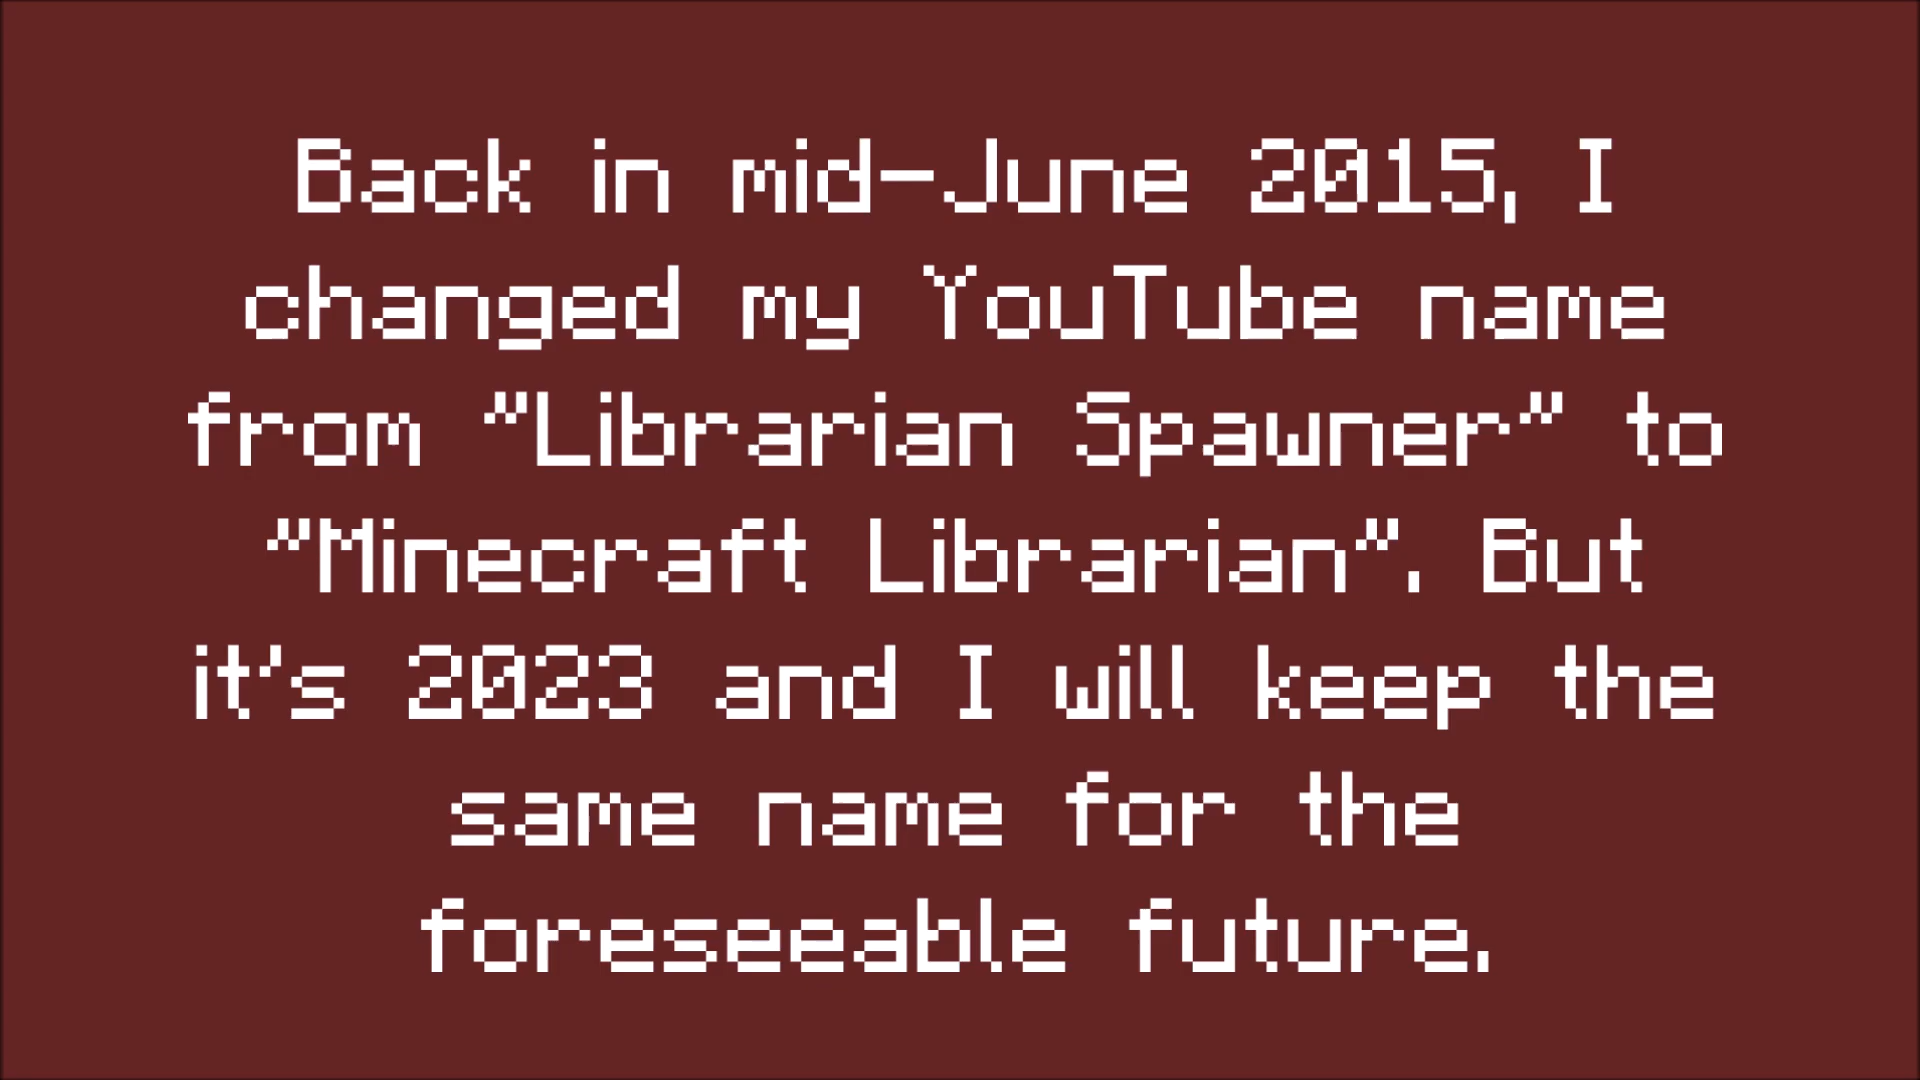 Back in mid-June 2015, I
changed my YouTube name
from "Librarian Spawner" to
"Minecraft Librarian". But
it's 2023 and I will keep the
same name for the
foreseeable future.